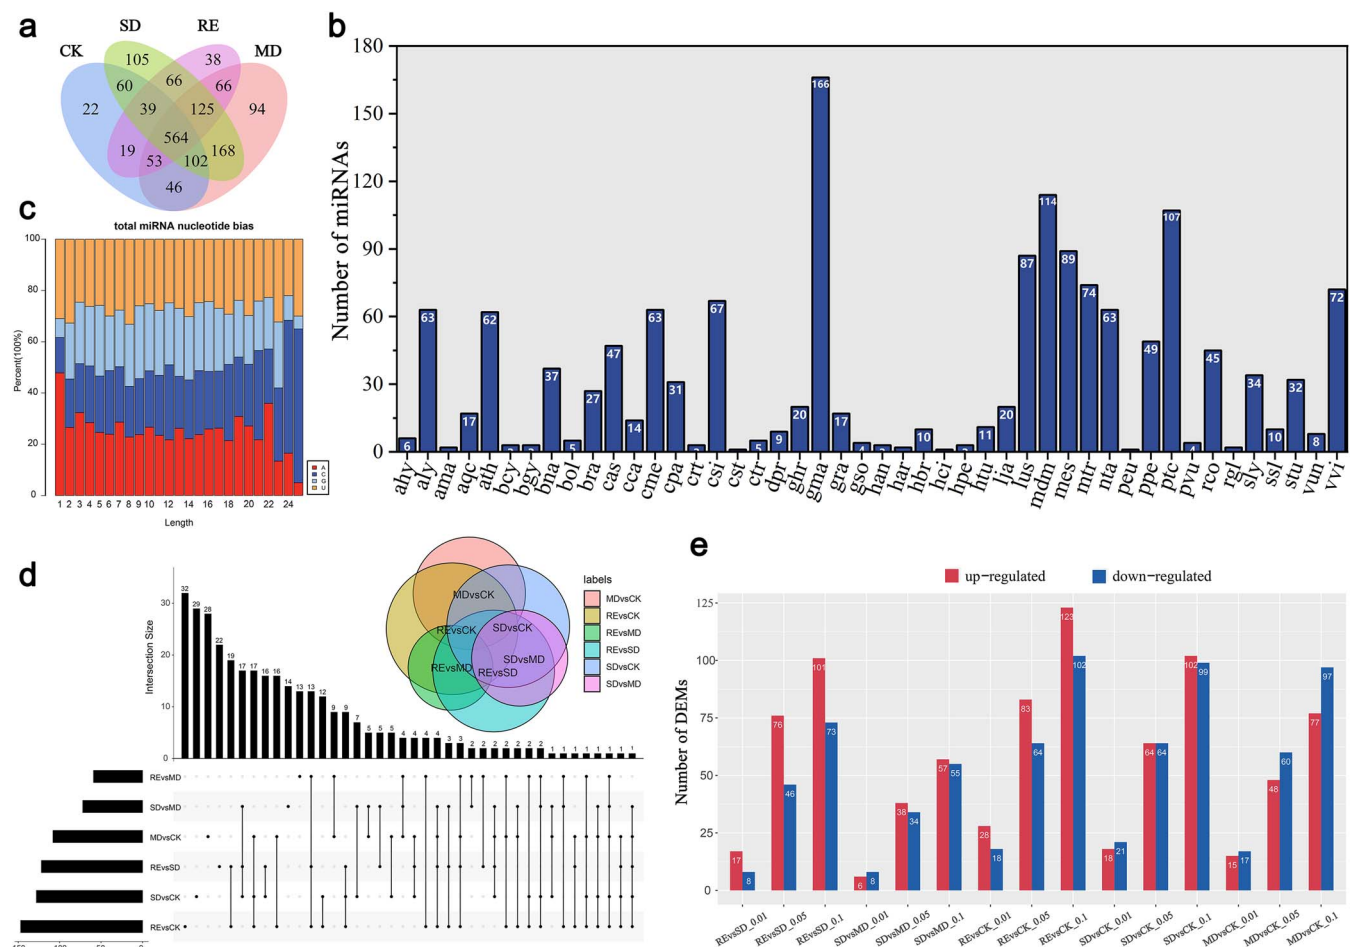 a
SD RE
CK MD
105 38
60 66 66
22 39 125 94
564
19 53 102 168
46
b
Number of miRNAs
180
150
120
90
60
30
0
6 63 17 62 37 5 27 47 14 63 31 67 5 9 20 166 17 4 10 11 20 87 114 89 74 63 49 107 4 45 34 10 32 8 72
ahy aly ama aqc ath bcy bgy bna bol bra cas cca cme cpa crt csi cst ctr dpr ghr gma gra gso han har hbr hci hpe htu lja lus mdm mes mtr nta peu ppe ptc pvu rco rgl sly ssl stu vun vvi
c
total miRNA nucleotide bias
Percent(100%)
100
80
60
40
20
0
1 2 3 4 5 6 7 8 9 10 12 14 16 18 20 22 24
Length
A
C
G
U
d
Intersection Size
30
20
10
0
32 29 28 22 19 17 17 16 16 14 13 13 12 9 9 7 5 5 5 4 4 4 4 3 3 2 2 2 2 2 2 2 1 1 1 1 1 1 1 1
MDvsCK
REvsCK
SDvsCK
REvsMD
SDvsMD
REvsSD
labels
MDvsCK
REvsCK
REvsMD
REvsSD
SDvsCK
SDvsMD
REvsMD
SDvsMD
MDvsCK
REvsSD
SDvsCK
REvsCK
150 100 50 0
e
up-regulated down-regulated
Number of DEMs
125
100
75
50
25
0
17 8 76 46 101 73 6 8 38 34 57 55 28 18 83 64 123 102 18 21 64 64 102 99 15 17 48 60 77 97
REvsSD_0.01 REvsSD_0.05 REvsSD_0.1 SDvsMD_0.01 SDvsMD_0.05 SDvsMD_0.1 REvsCK_0.01 REvsCK_0.05 REvsCK_0.1 SDvsCK_0.01 SDvsCK_0.05 SDvsCK_0.1 MDvsCK_0.01 MDvsCK_0.05 MDvsCK_0.1